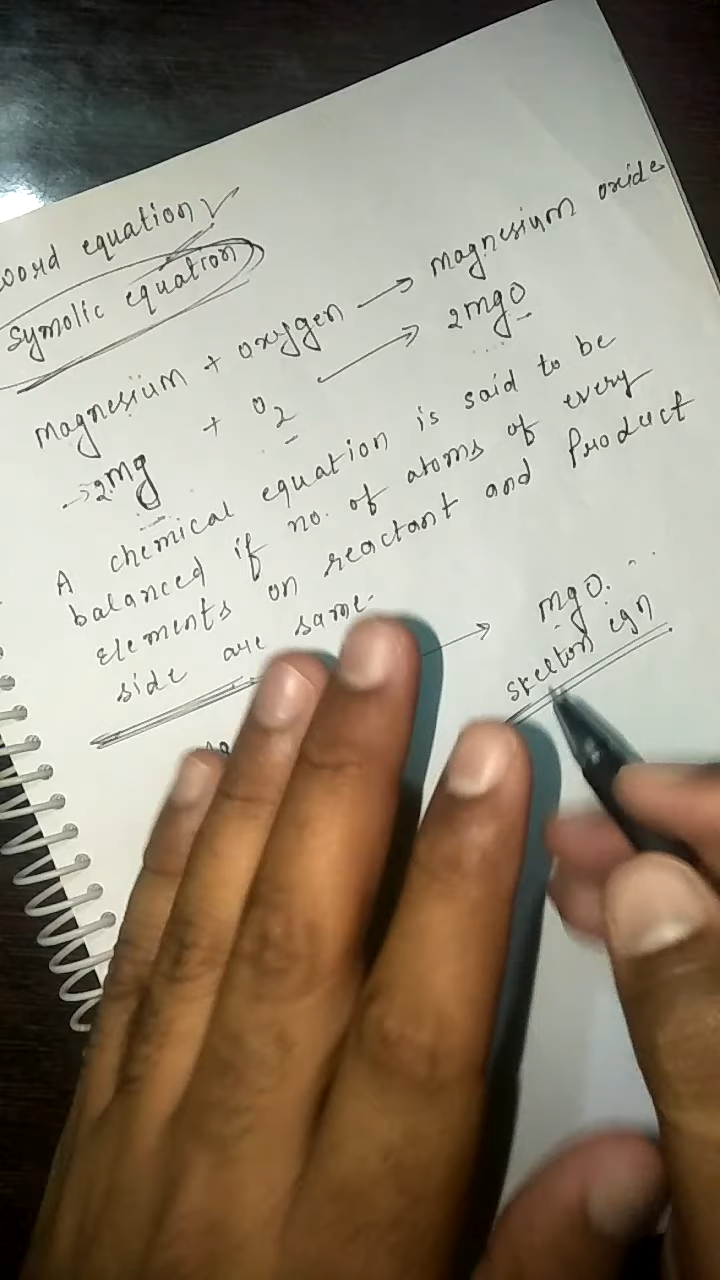 word equation ✓
symolic equation
magnesium + oxygen → magnesium oxide
→ 2mg + O2 → 2mgO
A chemical equation is said to be
balanced if no. of atoms of every
elements on reactant and product
side are same.
→ mgO.
skelton eqn